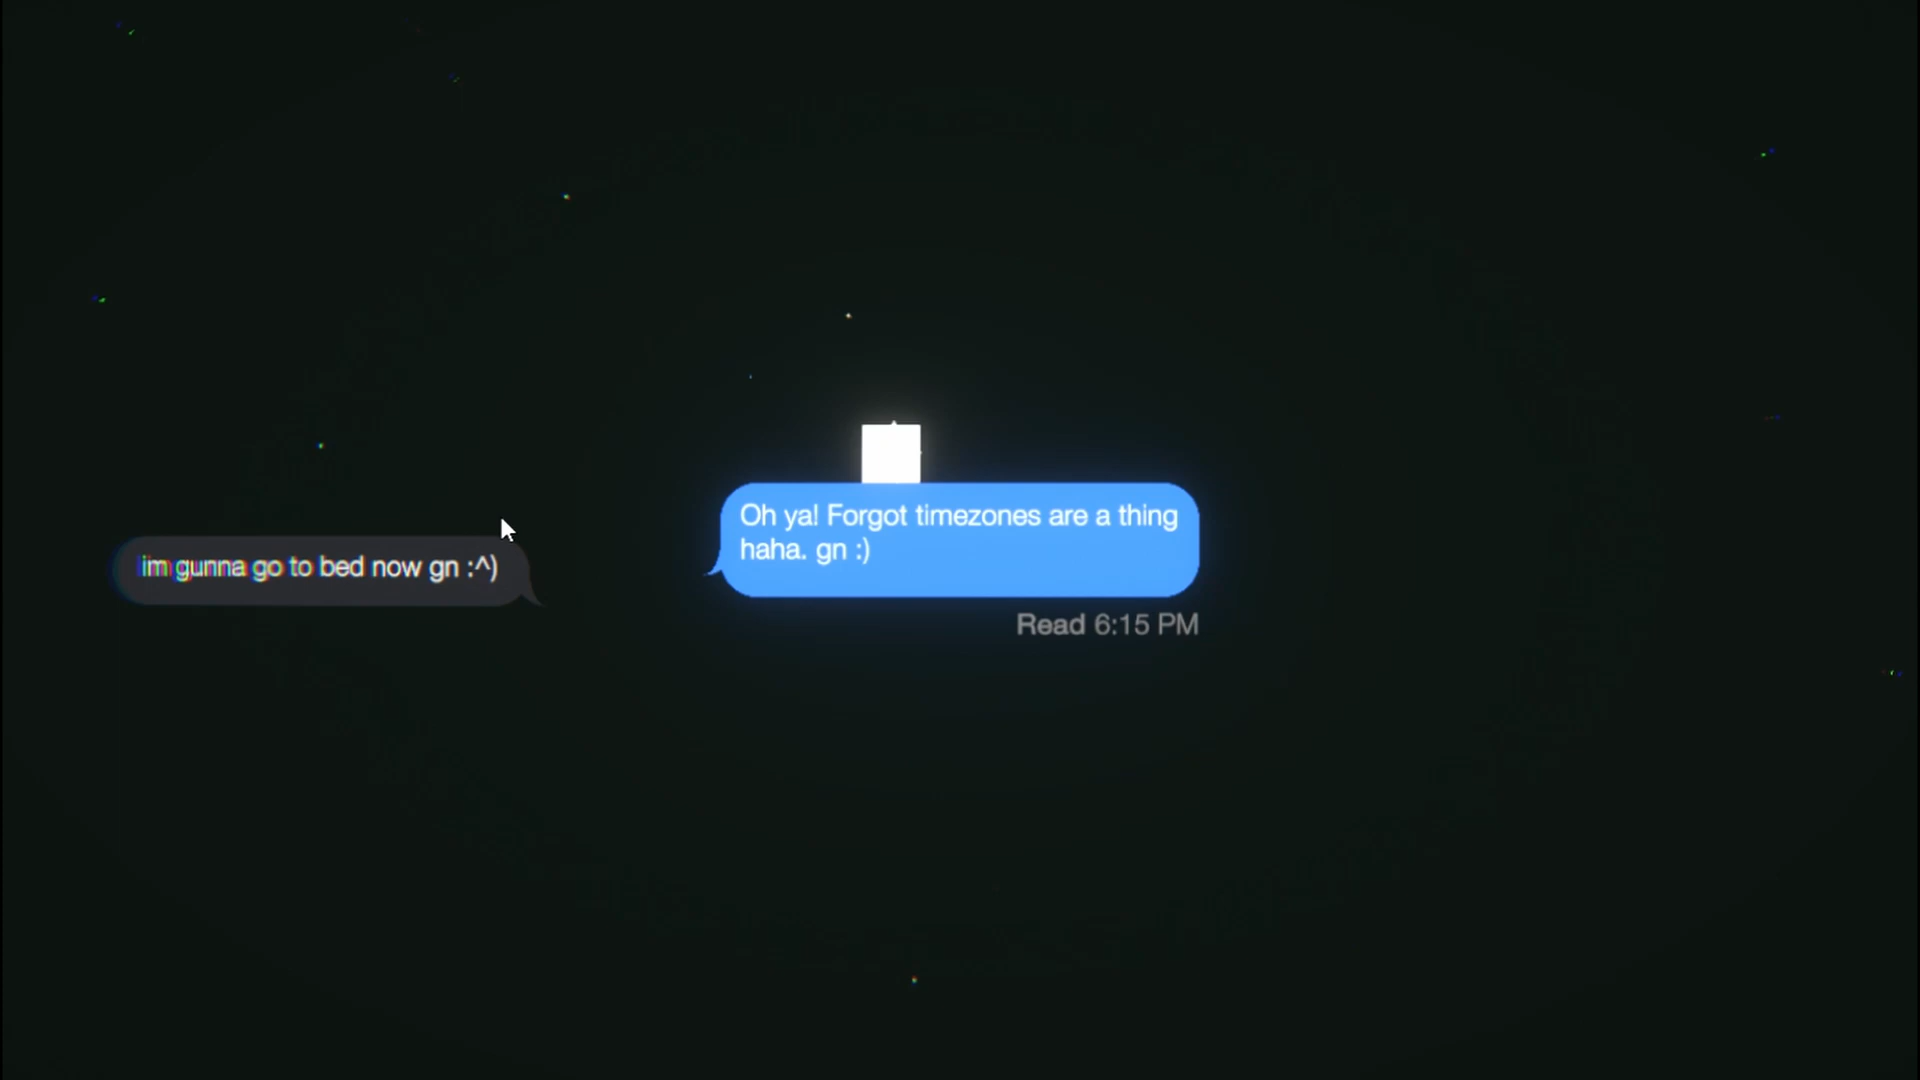 im gunna go to bed now gn :^)
Oh ya! Forgot timezones are a thing
haha. gn :)
Read 6:15 PM